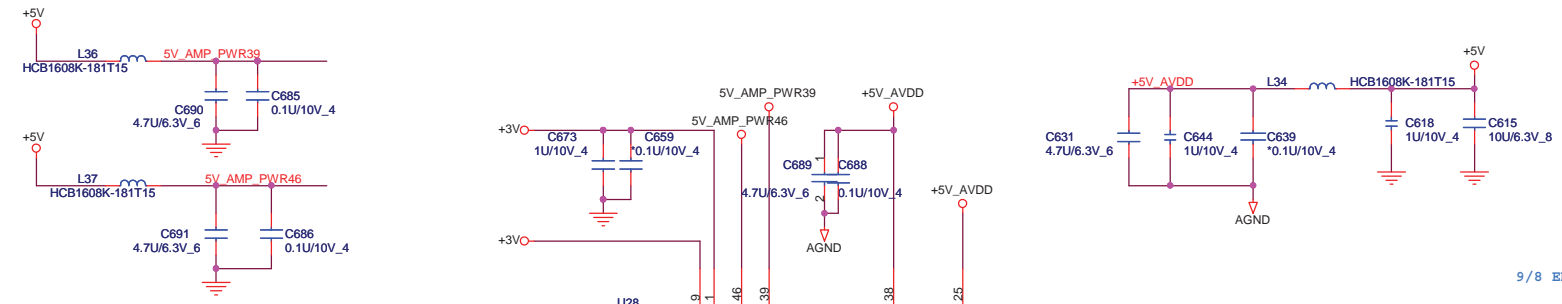 +5V
L36
HCB1608K-181T15
5V_AMP_PWR39
C690
4.7U/6.3V_6
C685
0.1U/10V_4
+5V
L37
HCB1608K-181T15
5V_AMP_PWR46
C691
4.7U/6.3V_6
C686
0.1U/10V_4
+3V
C673
1U/10V_4
C659
*0.1U/10V_4
5V_AMP_PWR39
5V_AMP_PWR46
+5V_AVDD
C689
4.7U/6.3V_6
1
2
C688
0.1U/10V_4
AGND
+5V_AVDD
+3V
U28
9
1
46
39
38
25
+5V_AVDD
L34
HCB1608K-181T15
+5V
C631
4.7U/6.3V_6
C644
1U/10V_4
C639
*0.1U/10V_4
C618
1U/10V_4
C615
10U/6.3V_8
AGND
9/8